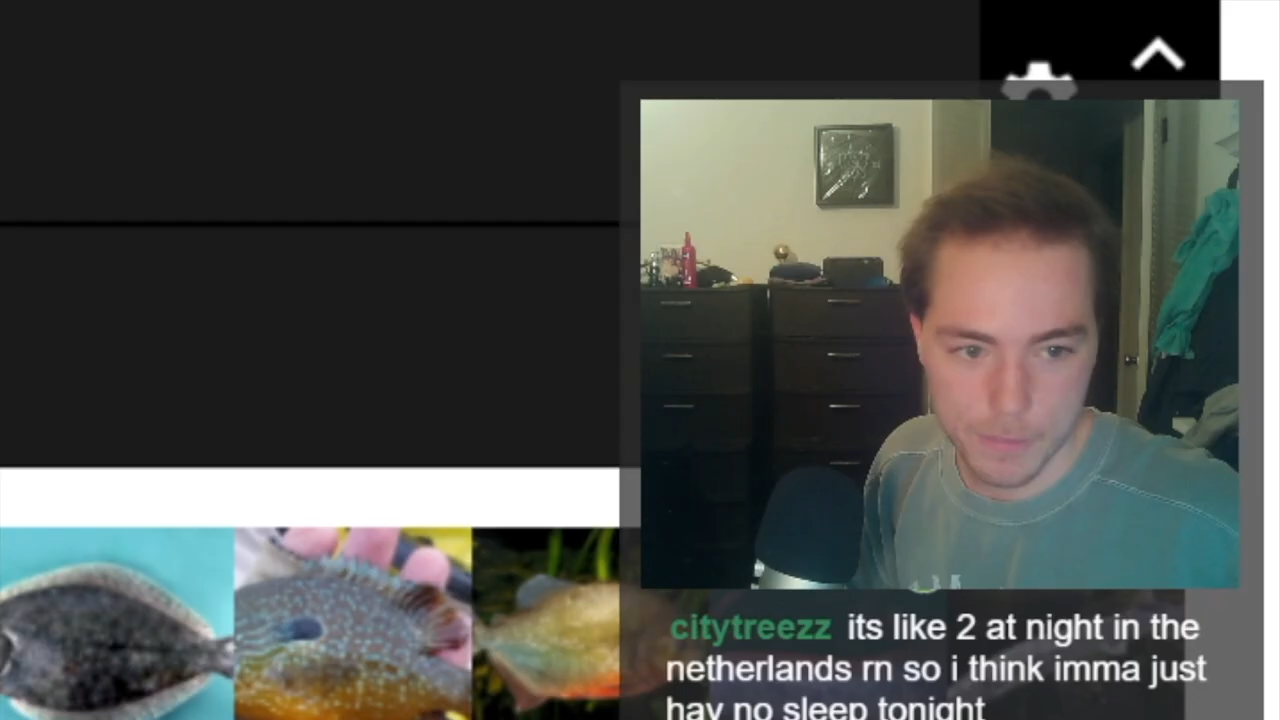 citytreezz its like 2 at night in the
netherlands rn so i think imma just
hav no sleep tonight